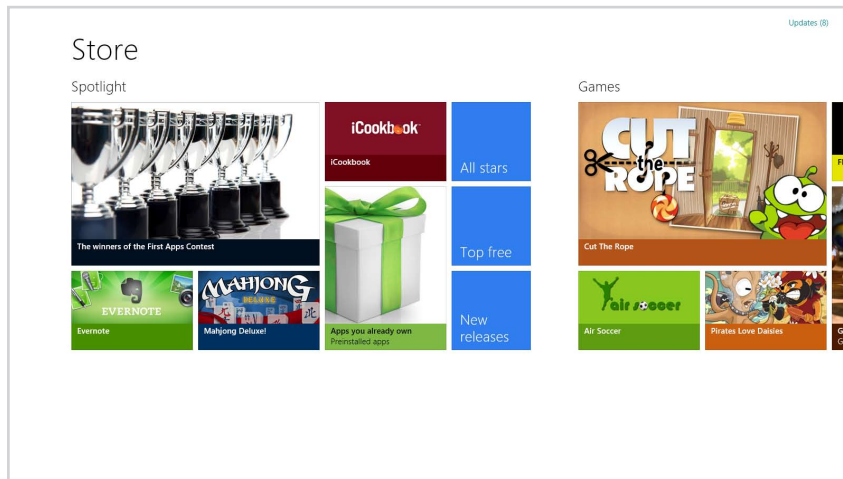 Updates (8)
Store
Spotlight
Games
iCookbook
iCookbook
All stars
The winners of the First Apps Contest
Top free
EVERNOTE
Evernote
MAHJONG
DELUXE
Mahjong Deluxe!
Apps you already own
Preinstalled apps
New
releases
CUT
the
ROPE
Cut The Rope
air soccer
Air Soccer
Pirates Love Daisies